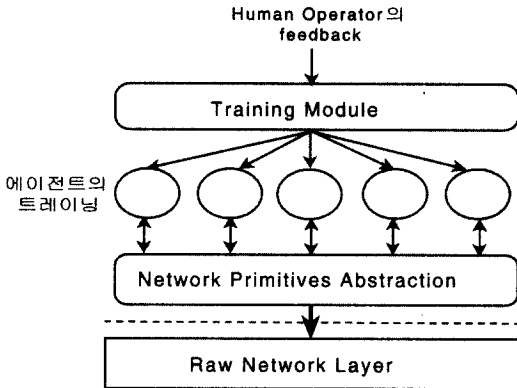 Human Operator의
feedback
Training Module
에이전트의
트레이닝
Network Primitives Abstraction
Raw Network Layer